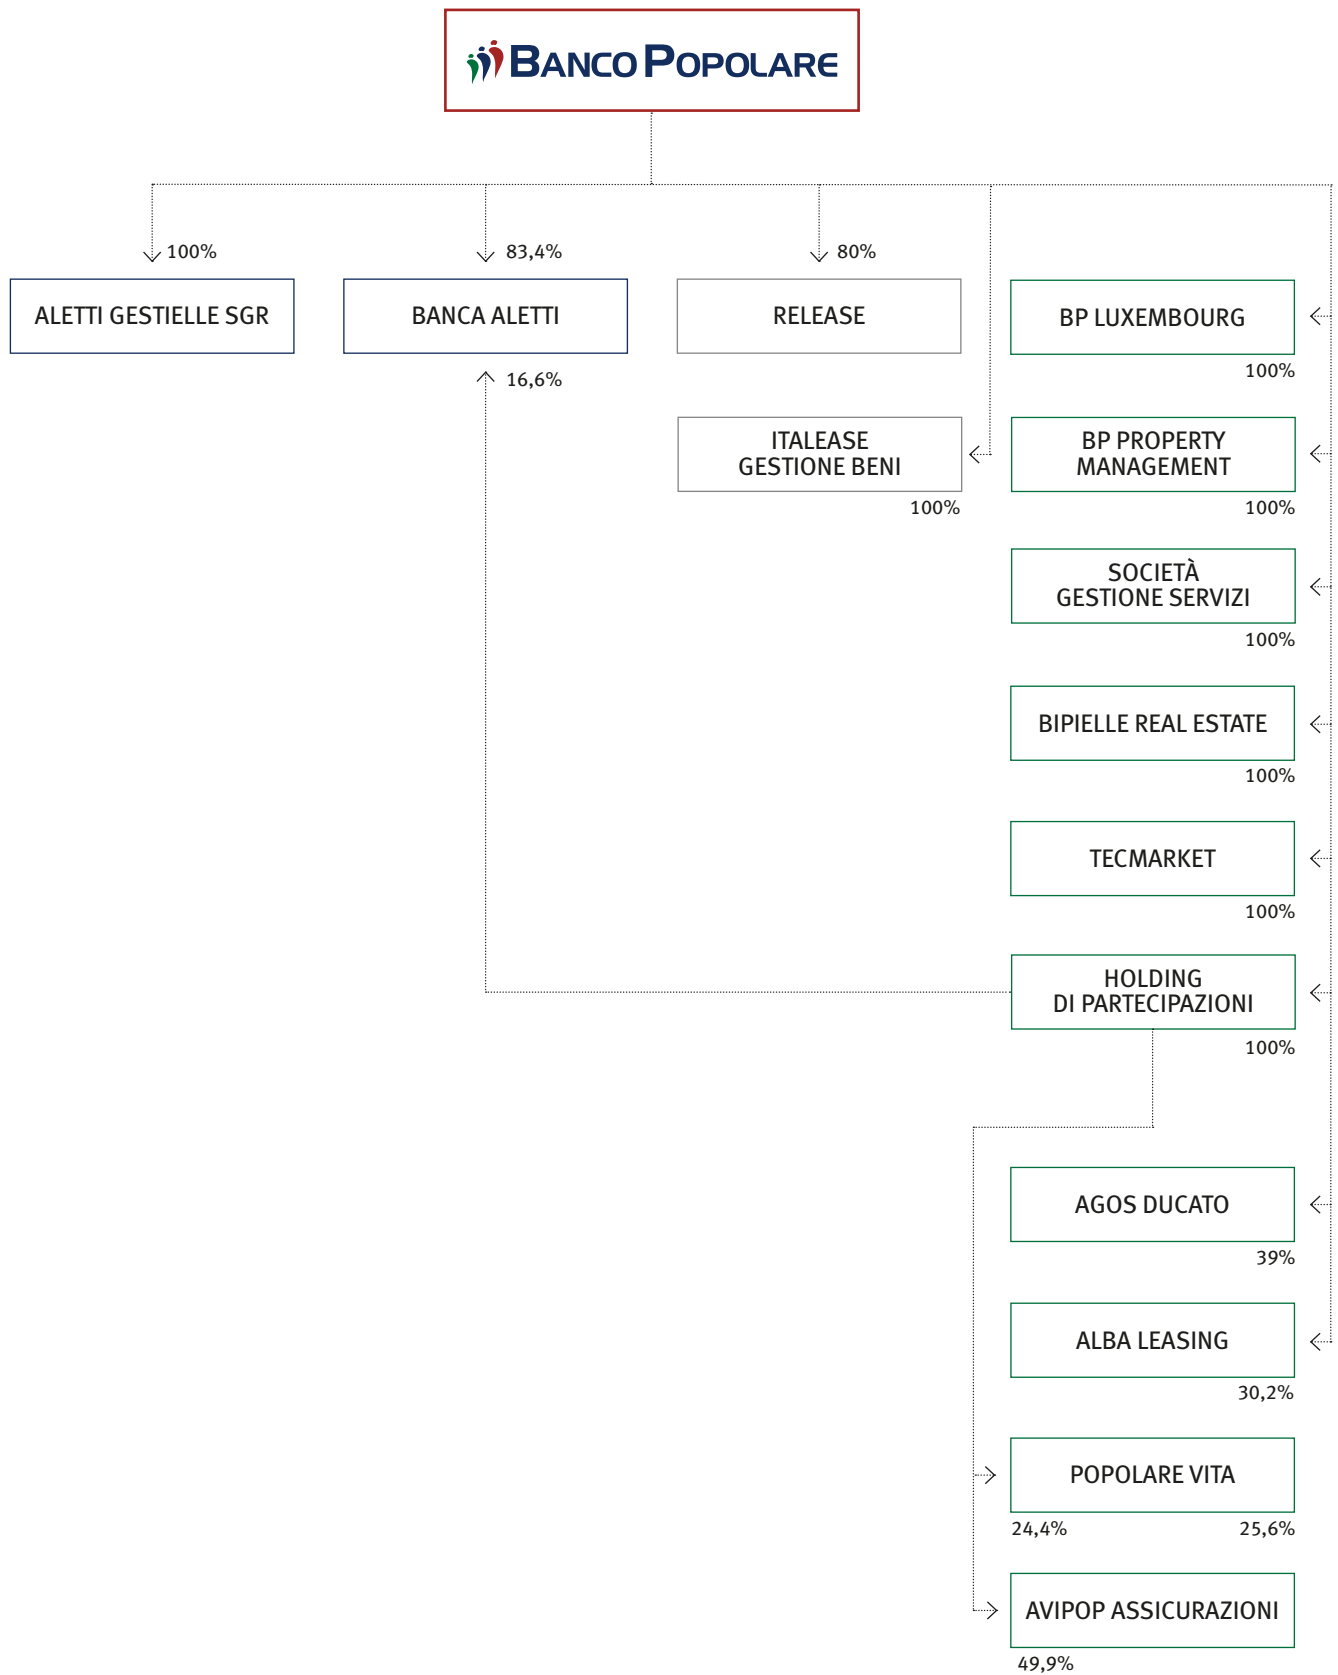 BANCO POPOLARE
100%
83,4%
80%
ALETTI GESTIELLE SGR
BANCA ALETTI
RELEASE
BP LUXEMBOURG
100%
16,6%
ITALEASE
GESTIONE BENI
100%
BP PROPERTY
MANAGEMENT
100%
SOCIETÀ
GESTIONE SERVIZI
100%
BIPIELLE REAL ESTATE
100%
TECMARKET
100%
HOLDING
DI PARTECIPAZIONI
100%
AGOS DUCATO
39%
ALBA LEASING
30,2%
POPOLARE VITA
24,4%
25,6%
AVIPOP ASSICURAZIONI
49,9%